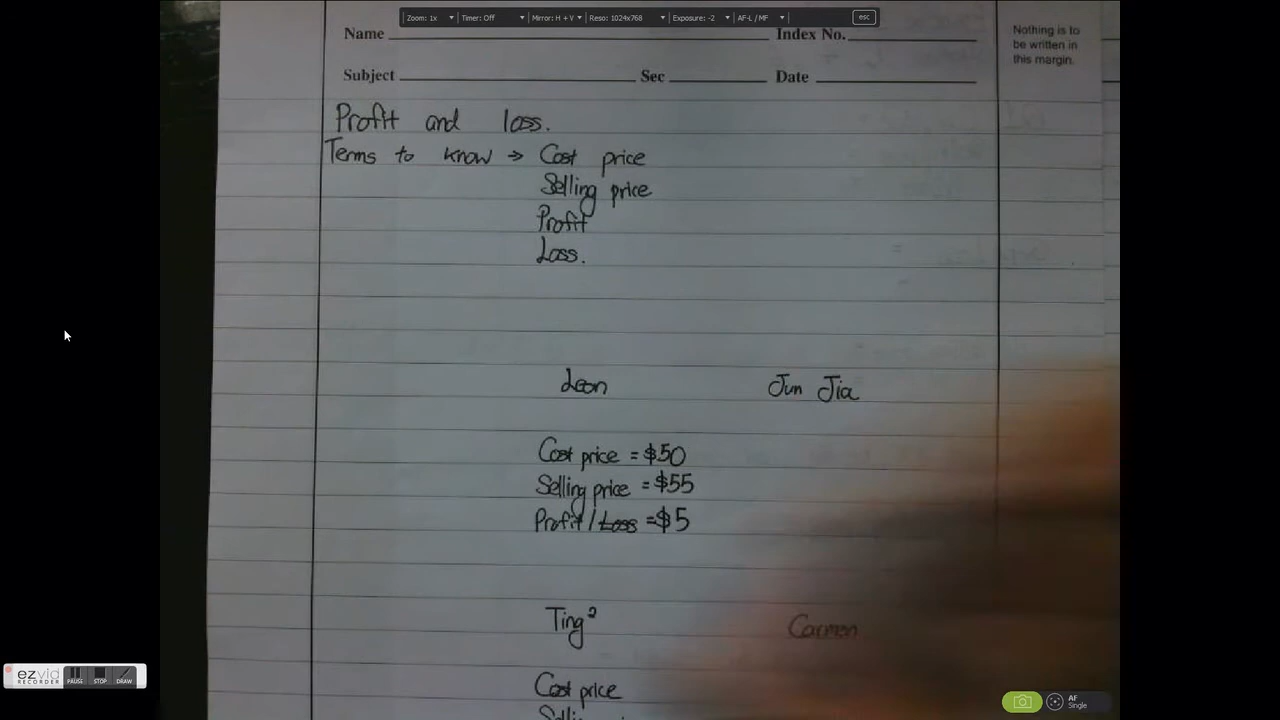 Zoom: 1x Timer: Off Mirror: H + V Reso: 1024x768 Exposure: -2 AF-L / MF esc
Name Index No.
Nothing is to
be written in
this margin.
Subject Sec Date
Profit and loss.
Terms to know → Cost price
Selling price
Profit
Loss.
Leon Jun Jia
Cost price = $50
Selling price = $55
Profit / Loss = $5
Ting² Carmen
Cost price
Selling
ezvid
RECORDER
PAUSE STOP DRAW
AF
Single